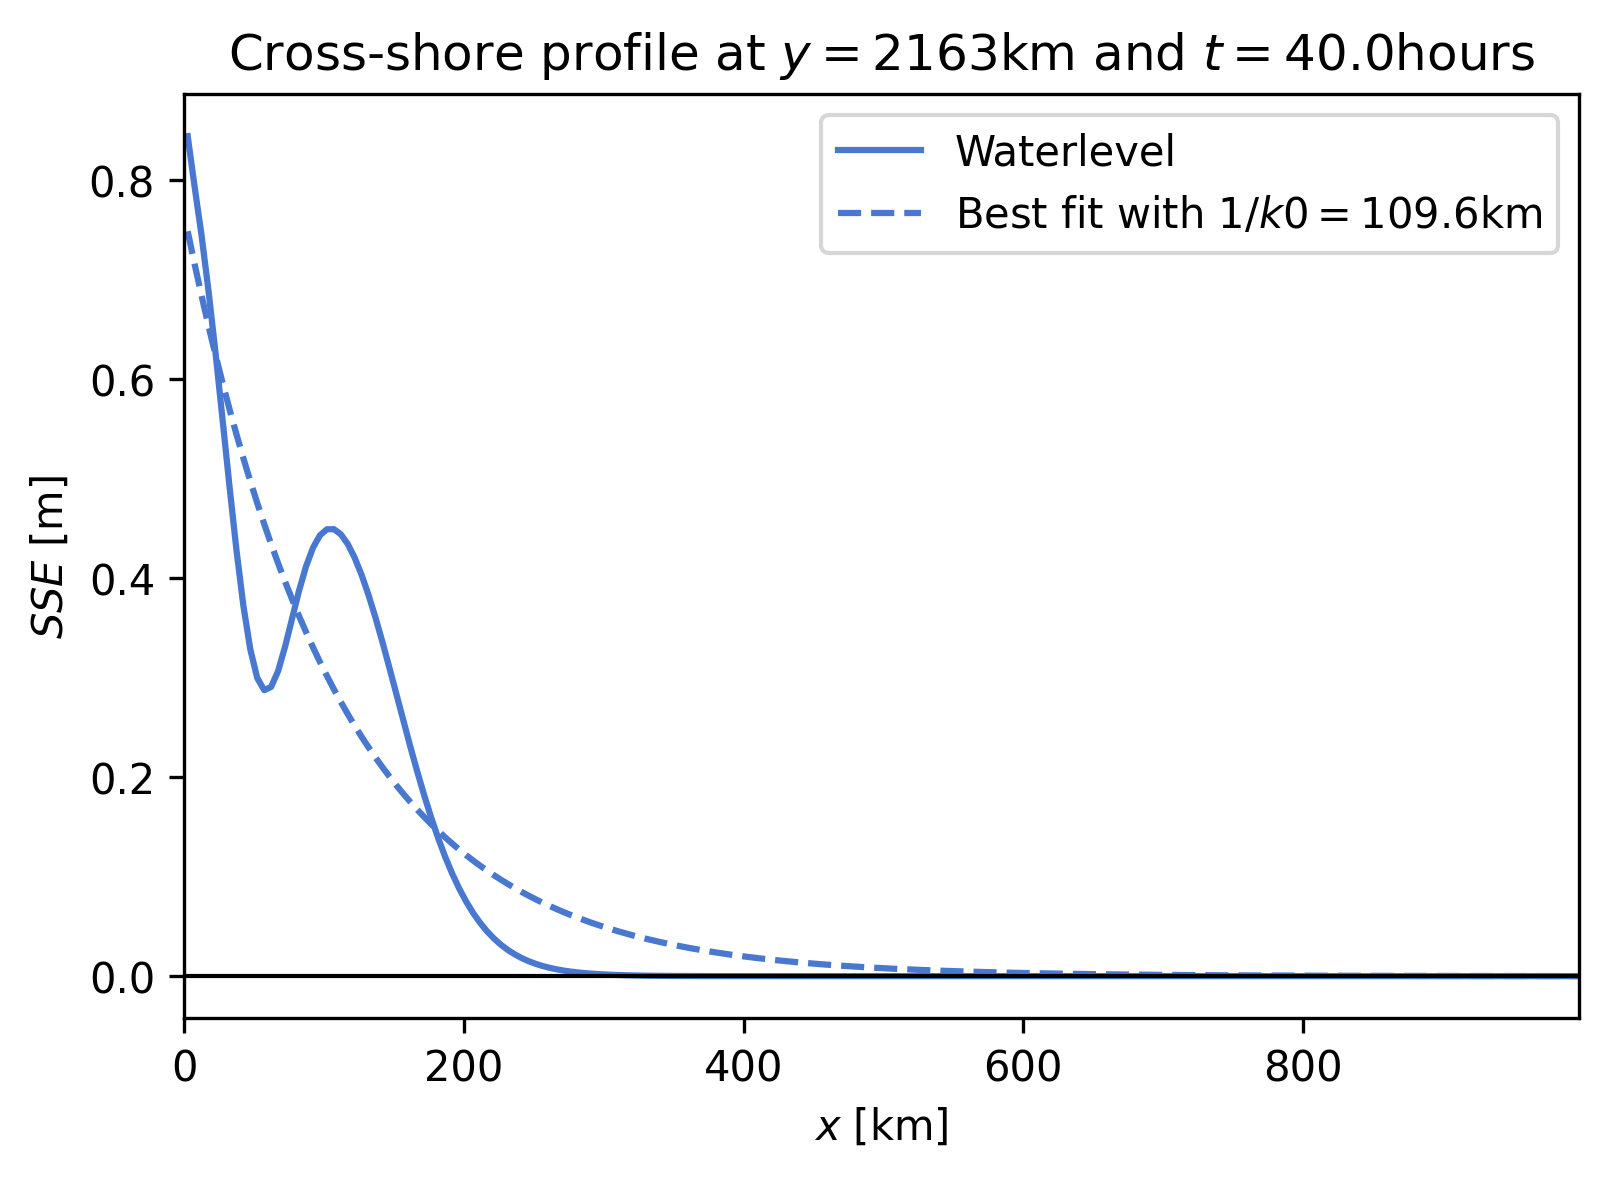 Cross-shore profile at y = 2163km and t = 40.0hours
Waterlevel
Best fit with 1/k0 = 109.6km
SSE [m]
0.8
0.6
0.4
0.2
0.0
0 200 400 600 800
x [km]